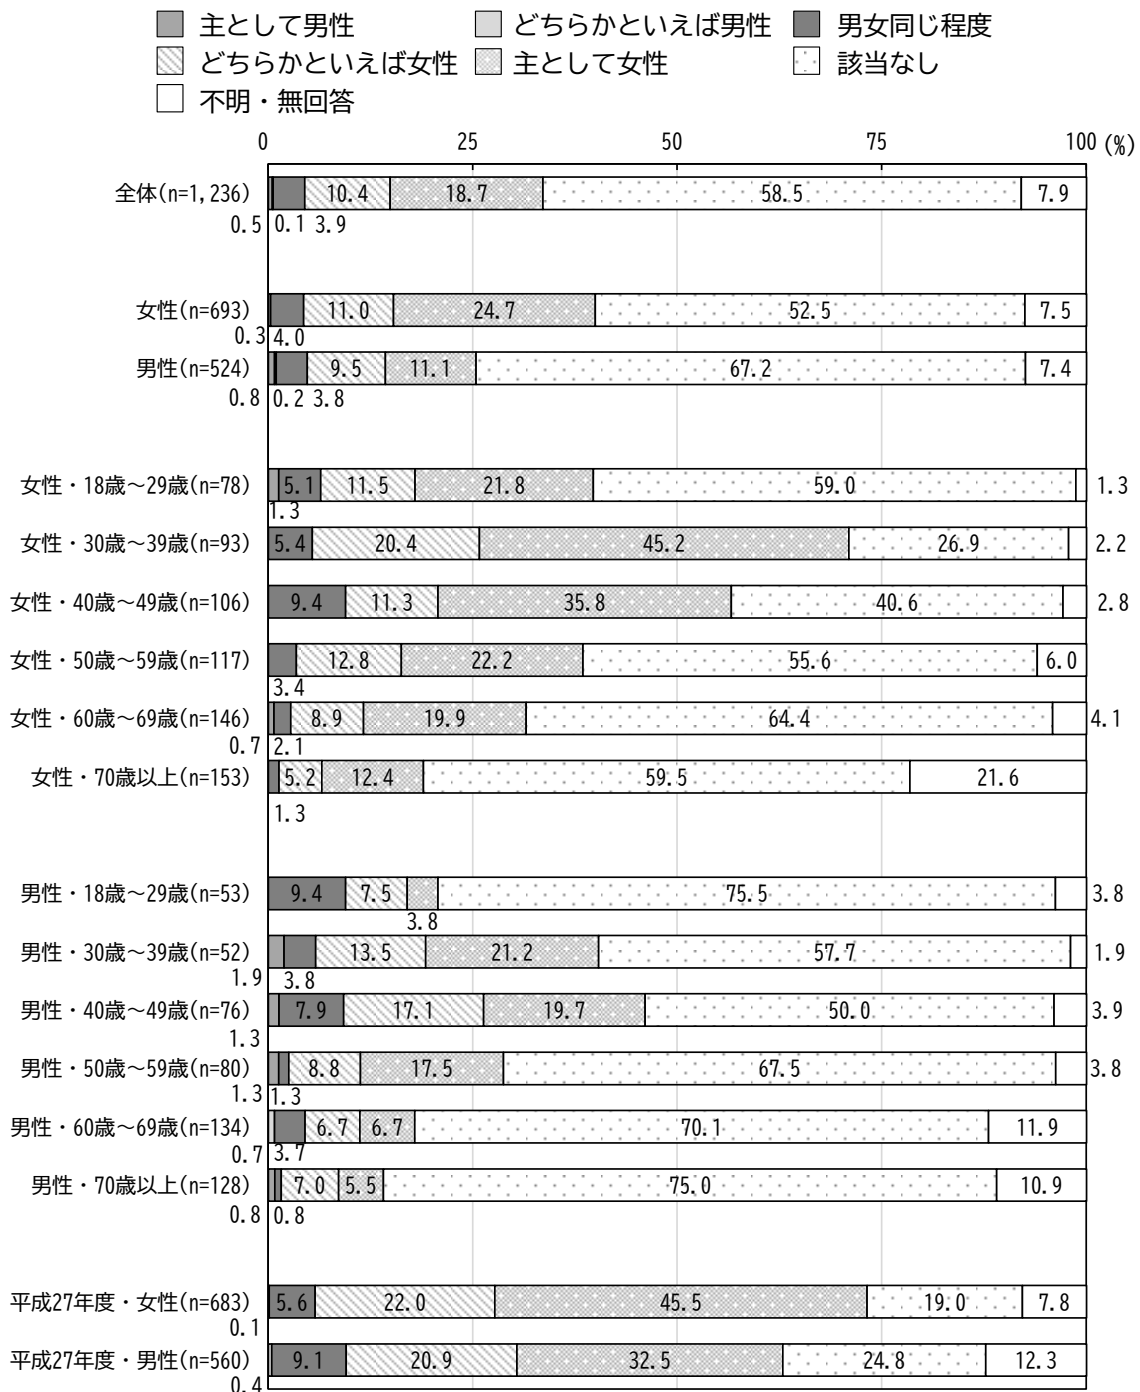 主として男性 どちらかといえば男性 男女同じ程度
どちらかといえば女性 主として女性 該当なし
不明・無回答
0 25 50 75 100 (%)
全体(n=1,236) 10.4 18.7 58.5 7.9
0.5 0.1 3.9
女性(n=693) 11.0 24.7 52.5 7.5
0.3 4.0
男性(n=524) 9.5 11.1 67.2 7.4
0.8 0.2 3.8
女性・18歳～29歳(n=78) 5.1 11.5 21.8 59.0 1.3
1.3
女性・30歳～39歳(n=93) 5.4 20.4 45.2 26.9 2.2
女性・40歳～49歳(n=106) 9.4 11.3 35.8 40.6 2.8
女性・50歳～59歳(n=117) 12.8 22.2 55.6 6.0
3.4
女性・60歳～69歳(n=146) 8.9 19.9 64.4 4.1
0.7 2.1
女性・70歳以上(n=153) 5.2 12.4 59.5 21.6
1.3
男性・18歳～29歳(n=53) 9.4 7.5 75.5 3.8
3.8
男性・30歳～39歳(n=52) 13.5 21.2 57.7 1.9
1.9 3.8
男性・40歳～49歳(n=76) 7.9 17.1 19.7 50.0 3.9
1.3
男性・50歳～59歳(n=80) 8.8 17.5 67.5 3.8
1.3 1.3
男性・60歳～69歳(n=134) 6.7 6.7 70.1 11.9
0.7 3.7
男性・70歳以上(n=128) 7.0 5.5 75.0 10.9
0.8 0.8
平成27年度・女性(n=683) 5.6 22.0 45.5 19.0 7.8
0.1
平成27年度・男性(n=560) 9.1 20.9 32.5 24.8 12.3
0.4